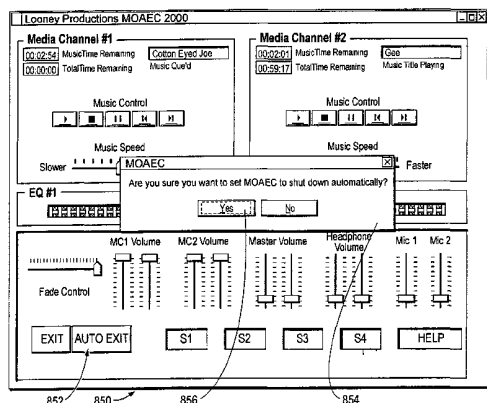 Looney Productions MOAEC 2000
Media Channel #1
00:02:54 MusicTime Remaining Cotton Eyed Joe
00:00:00 TotalTime Remaining Music Que'd
Music Control
Music Speed
Slower
Media Channel #2
00:02:01 MusicTime Remaining Gee
00:59:17 TotalTime Remaining Music Title Playing
Music Control
Music Speed
Faster
MOAEC
Are you sure you want to set MOAEC to shut down automatically?
Yes No
EQ #1
MC1 Volume MC2 Volume Master Volume Headphone Volume Mic 1 Mic 2
Fade Control
EXIT AUTO EXIT S1 S2 S3 S4 HELP
852 850 856 854